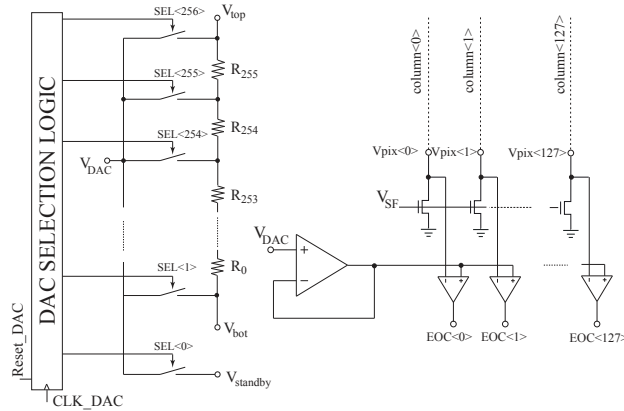 SEL<256>
V_top
R_255
SEL<255>
R_254
SEL<254>
V_DAC
R_253
DAC SELECTION LOGIC
SEL<1>
R_0
V_bot
SEL<0>
V_standby
Reset_DAC
CLK_DAC
column<0>
column<1>
column<127>
Vpix<0>
Vpix<1>
Vpix<127>
V_SF
V_DAC
+
−
− +
− +
− +
EOC<0>
EOC<1>
EOC<127>